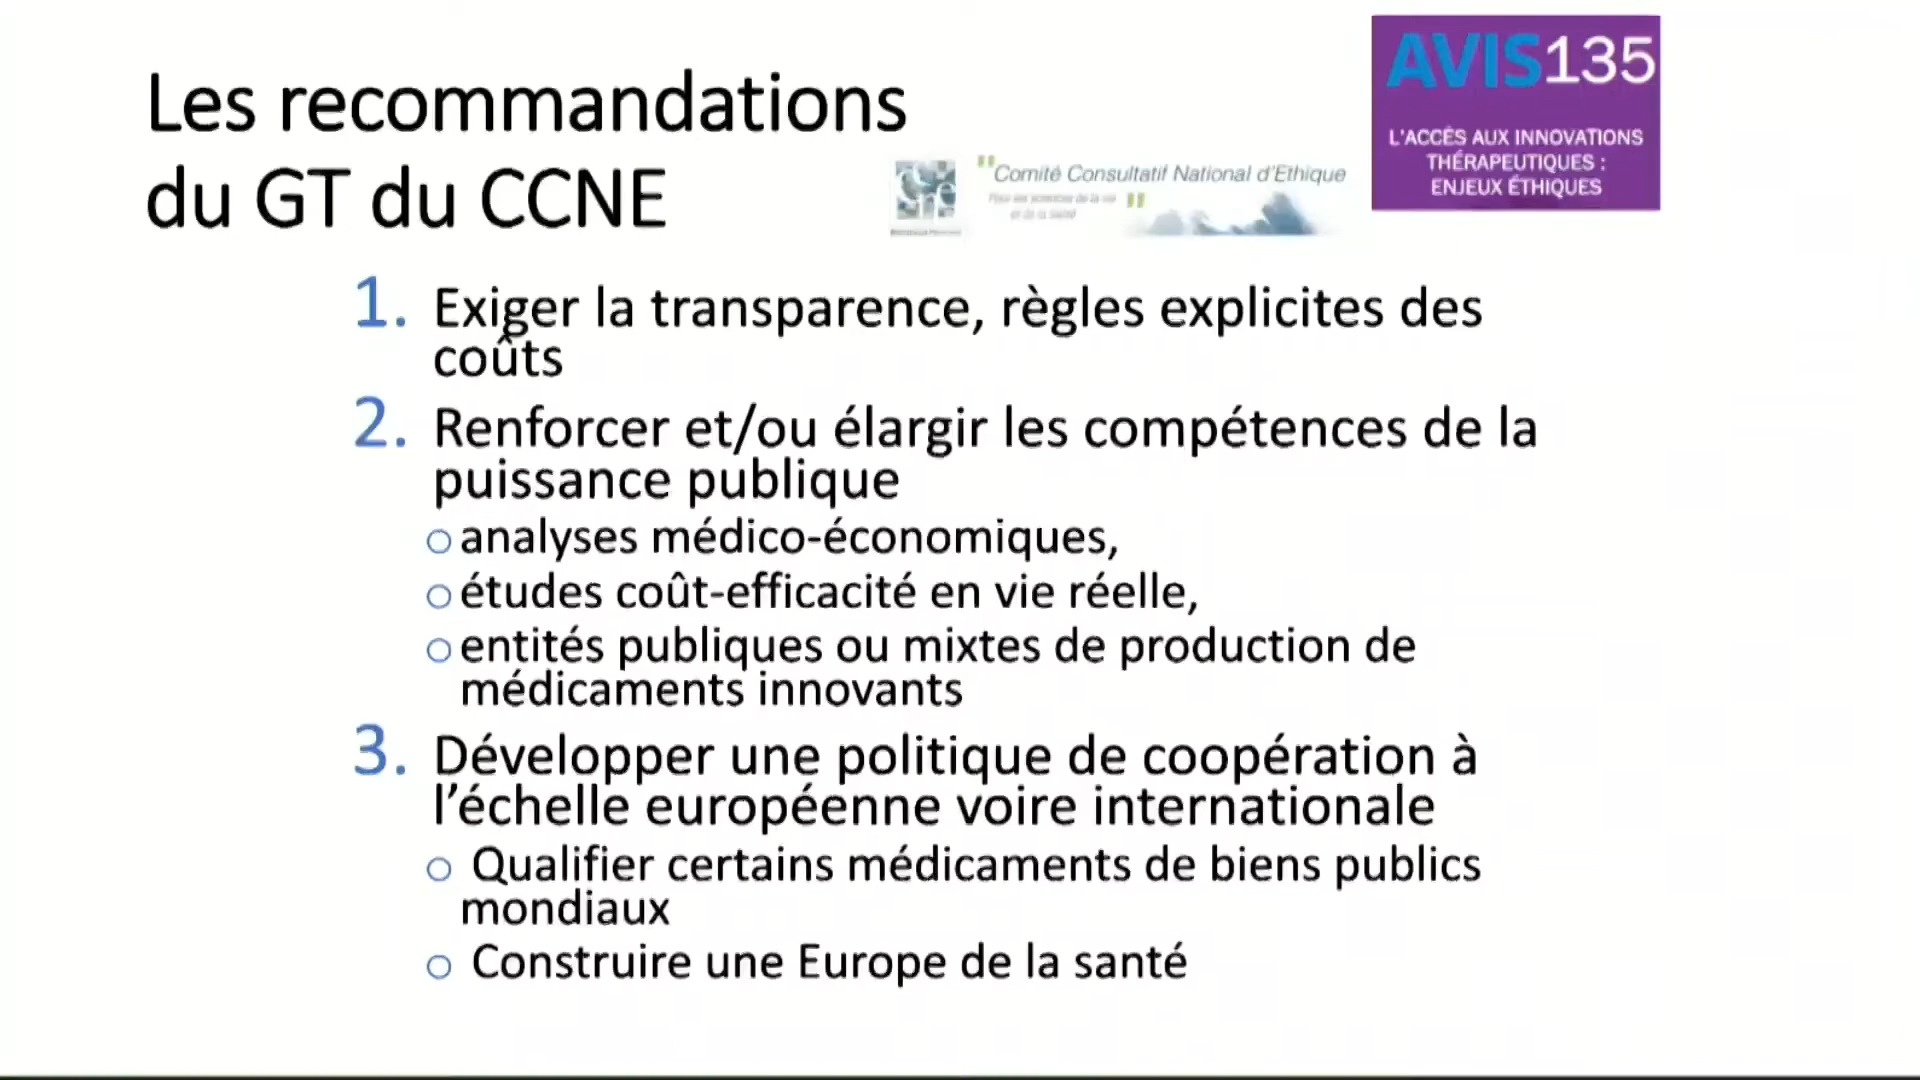 Les recommandations
du GT du CCNE
"Comité Consultatif National d'Ethique
Pour les sciences de la vie
et de la santé "
AVIS135
L'ACCÈS AUX INNOVATIONS
THÉRAPEUTIQUES :
ENJEUX ÉTHIQUES
1. Exiger la transparence, règles explicites des
coûts
2. Renforcer et/ou élargir les compétences de la
puissance publique
o analyses médico-économiques,
o études coût-efficacité en vie réelle,
o entités publiques ou mixtes de production de
médicaments innovants
3. Développer une politique de coopération à
l’échelle européenne voire internationale
o Qualifier certains médicaments de biens publics
mondiaux
o Construire une Europe de la santé